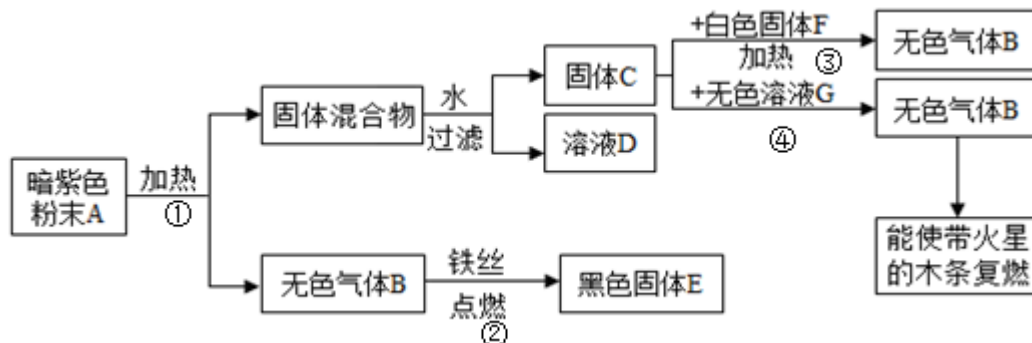 暗紫色
粉末A
加热
①
固体混合物
水
过滤
固体C
溶液D
+白色固体F
加热
③
无色气体B
+无色溶液G
④
无色气体B
能使带火星
的木条复燃
无色气体B
铁丝
点燃
②
黑色固体E